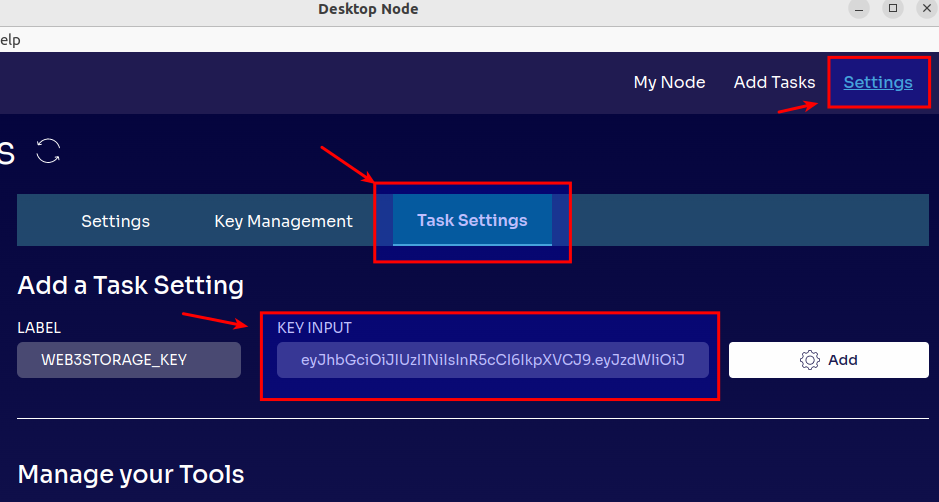 Desktop Node
elp
My Node Add Tasks Settings
s
Settings Key Management Task Settings
Add a Task Setting
LABEL KEY INPUT
WEB3STORAGE_KEY eyJhbGciOiJIUzI1NiIsInR5cCI6IkpXVCJ9.eyJzdWIiOiJ Add
Manage your Tools